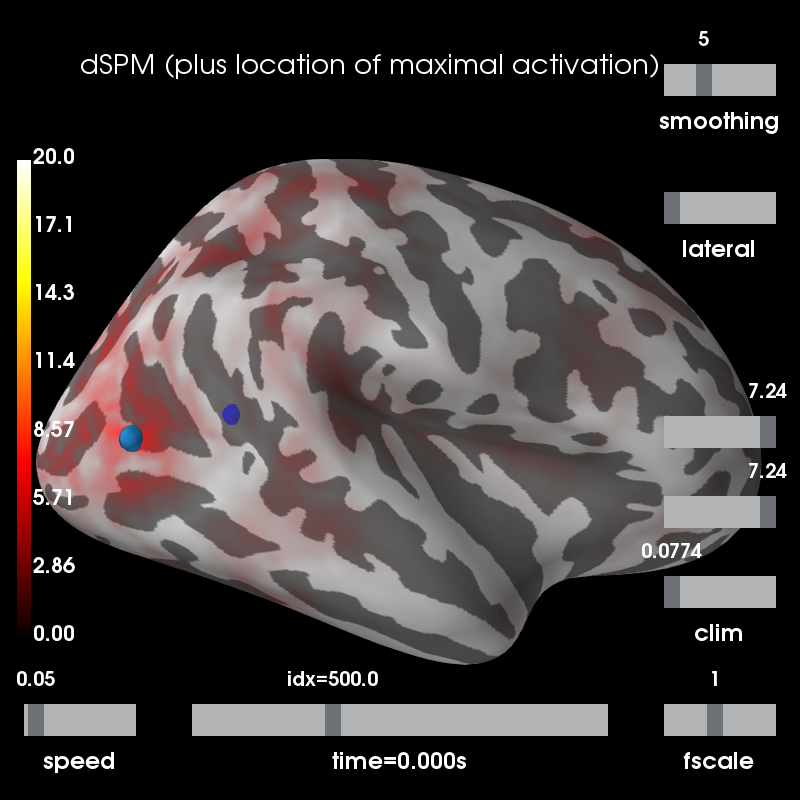 5
dSPM (plus location of maximal activation)
smoothing
20.0
17.1
lateral
14.3
11.4
7.24
8.57
7.24
5.71
0.0774
2.86
0.00
clim
0.05
idx=500.0
1
speed
time=0.000s
fscale